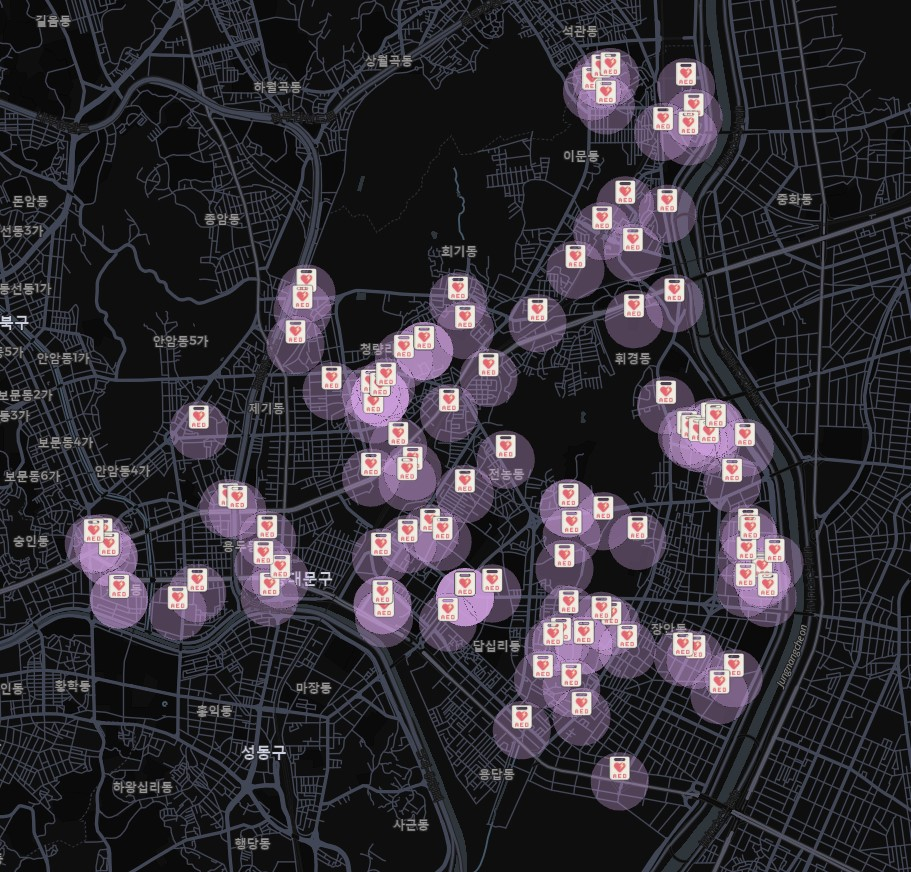 길음동
석관동
상월곡동
하월곡동
이문동
돈암동
중화동
종암동
선동3가
회기동
동선동1가
북구
안암동5가
5가
안암동1가
청량리
휘경동
보문동2가
제기동
동3가
보문동4가
안암동4가
전농동
보문동6가
숭인동
대문구
장안동
답십리동
Jungnangcheon
인동
황학동
마장동
홍익동
성동구
응답동
하왕십리동
사근동
행당동
AED